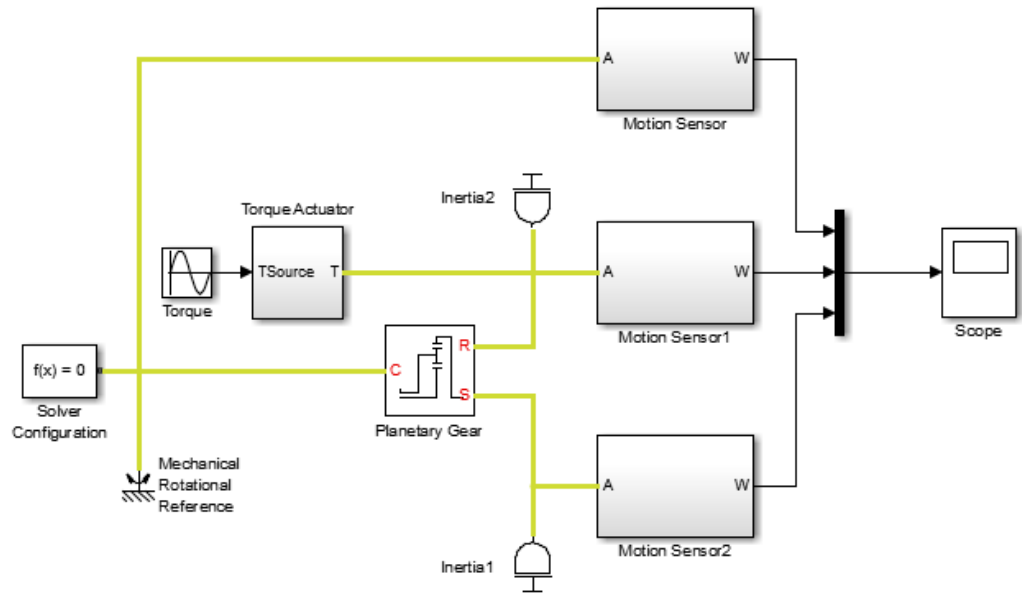 A
W
Motion Sensor
Inertia2
Torque Actuator
TSource
T
Torque
A
W
Motion Sensor1
Scope
f(x) = 0
Solver
Configuration
C
R
S
Planetary Gear
Mechanical
Rotational
Reference
A
W
Motion Sensor2
Inertia1